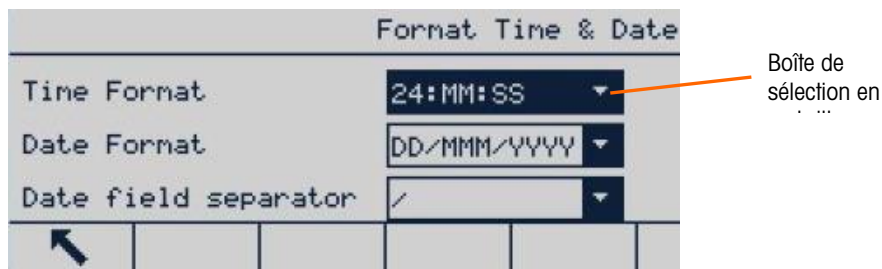 Format Time & Date
Time Format 24:MM:SS
Date Format DD/MMM/YYYY
Date field separator /
Boîte de
sélection en